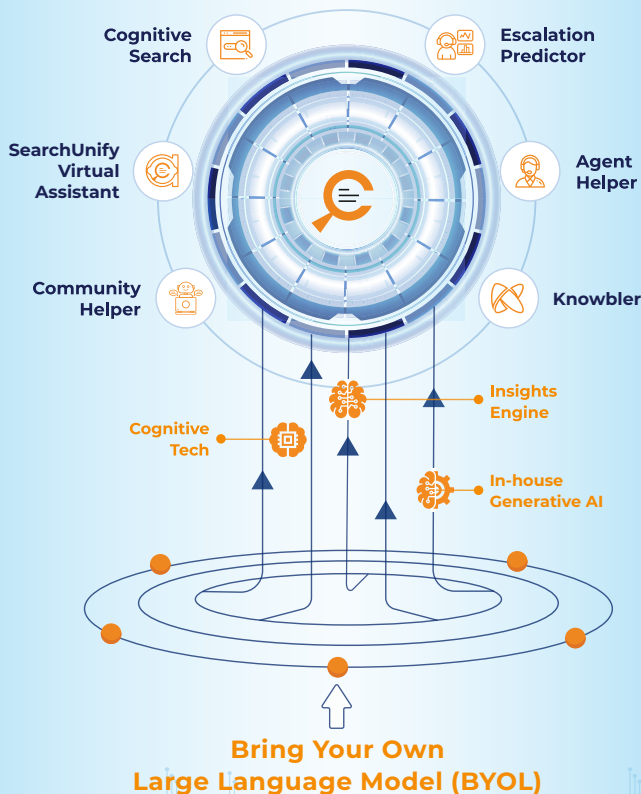 Cognitive
Search
Escalation
Predictor
SearchUnify
Virtual
Assistant
Agent
Helper
Community
Helper
Knowbler
Insights
Engine
Cognitive
Tech
In-house
Generative AI
Bring Your Own
Large Language Model (BYOL)